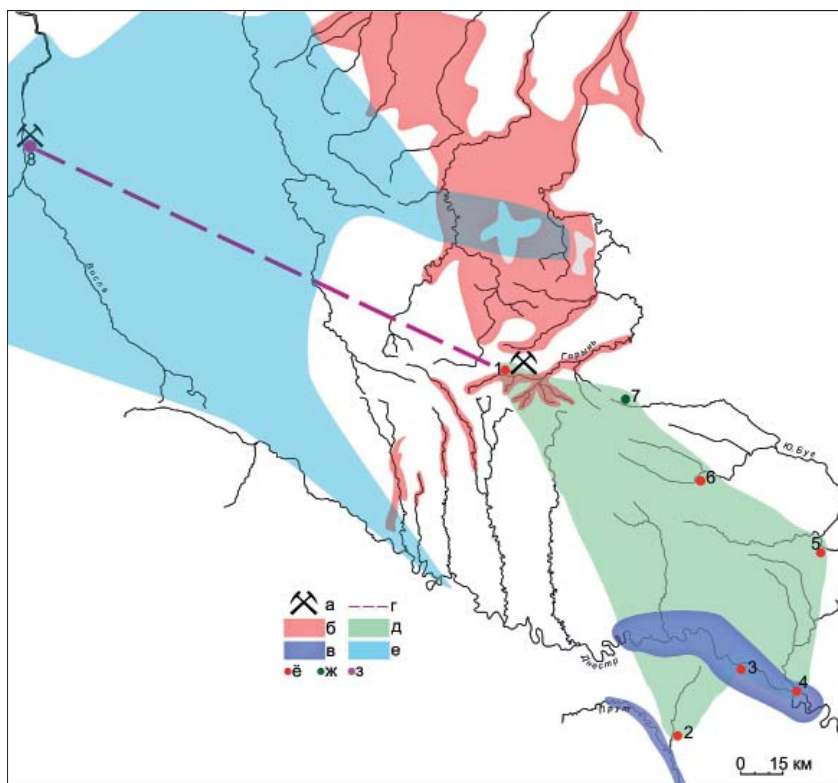 8
Висла
1
Горынь
7
Ю. Буг
6
5
а г
б д
в е
ё ж з
Днестр
3
4
Прут
2
0 15 км